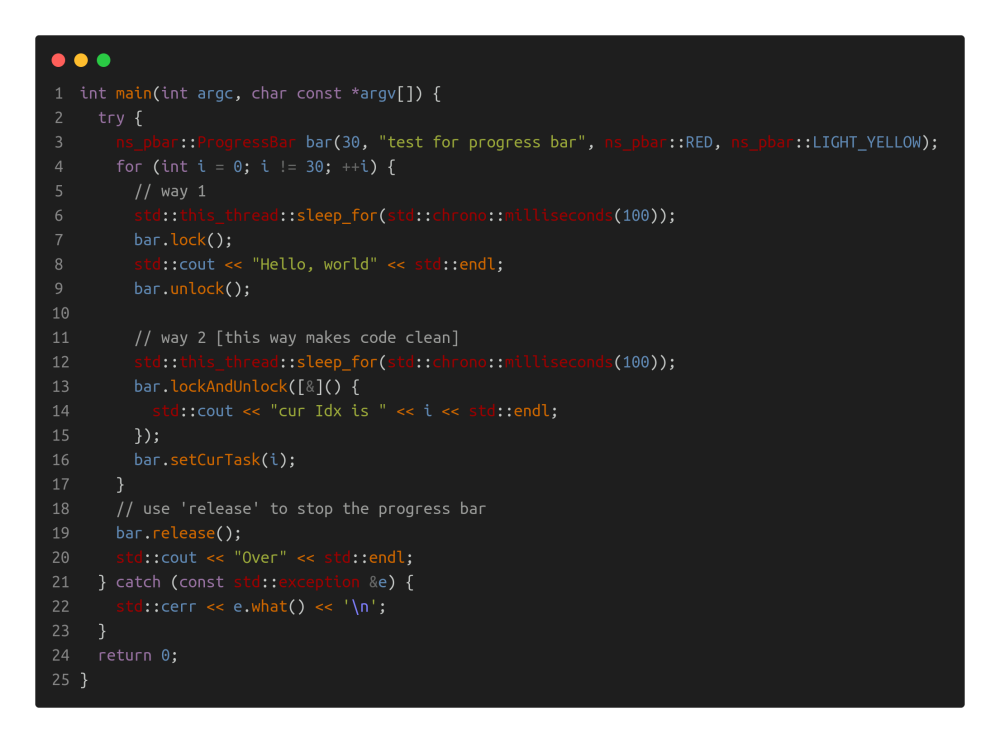 1 int main(int argc, char const *argv[]) {
2   try {
3     ns_pbar::ProgressBar bar(30, "test for progress bar", ns_pbar::RED, ns_pbar::LIGHT_YELLOW);
4     for (int i = 0; i != 30; ++i) {
5       // way 1
6       std::this_thread::sleep_for(std::chrono::milliseconds(100));
7       bar.lock();
8       std::cout << "Hello, world" << std::endl;
9       bar.unlock();
10
11       // way 2 [this way makes code clean]
12       std::this_thread::sleep_for(std::chrono::milliseconds(100));
13       bar.lockAndUnlock([&]() {
14         std::cout << "cur Idx is " << i << std::endl;
15       });
16       bar.setCurTask(i);
17     }
18     // use 'release' to stop the progress bar
19     bar.release();
20     std::cout << "Over" << std::endl;
21   } catch (const std::exception &e) {
22     std::cerr << e.what() << '\n';
23   }
24   return 0;
25 }